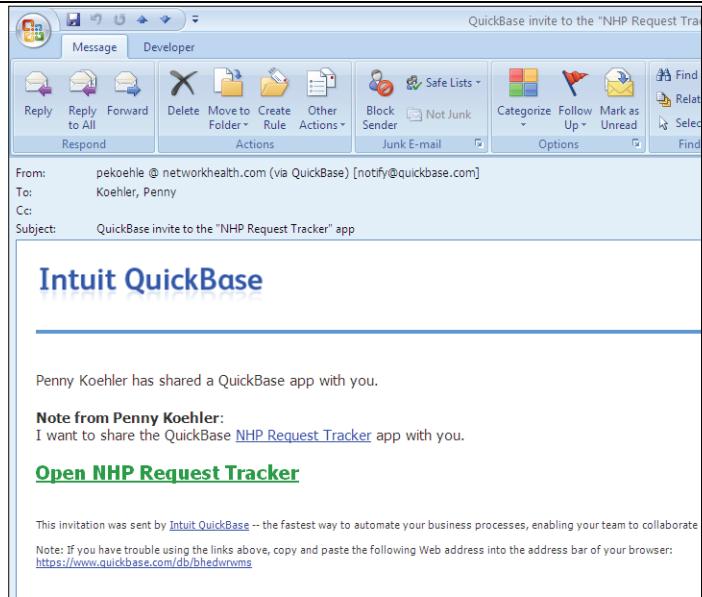 QuickBase invite to the "NHP Request Trac
Message Developer
Reply Reply to All Forward Delete Move to Folder Create Rule Other Actions Block Sender Safe Lists Not Junk Categorize Follow Up Mark as Unread Find Relat Selec
Respond Actions Junk E-mail Options Find
From: pekoehle @ networkhealth.com (via QuickBase) [notify@quickbase.com]
To: Koehler, Penny
Cc:
Subject: QuickBase invite to the "NHP Request Tracker" app
Intuit QuickBase
Penny Koehler has shared a QuickBase app with you.
Note from Penny Koehler:
I want to share the QuickBase NHP Request Tracker app with you.
Open NHP Request Tracker
This invitation was sent by Intuit QuickBase -- the fastest way to automate your business processes, enabling your team to collaborate
Note: If you have trouble using the links above, copy and paste the following Web address into the address bar of your browser:
https://www.quickbase.com/db/bhedwrwms